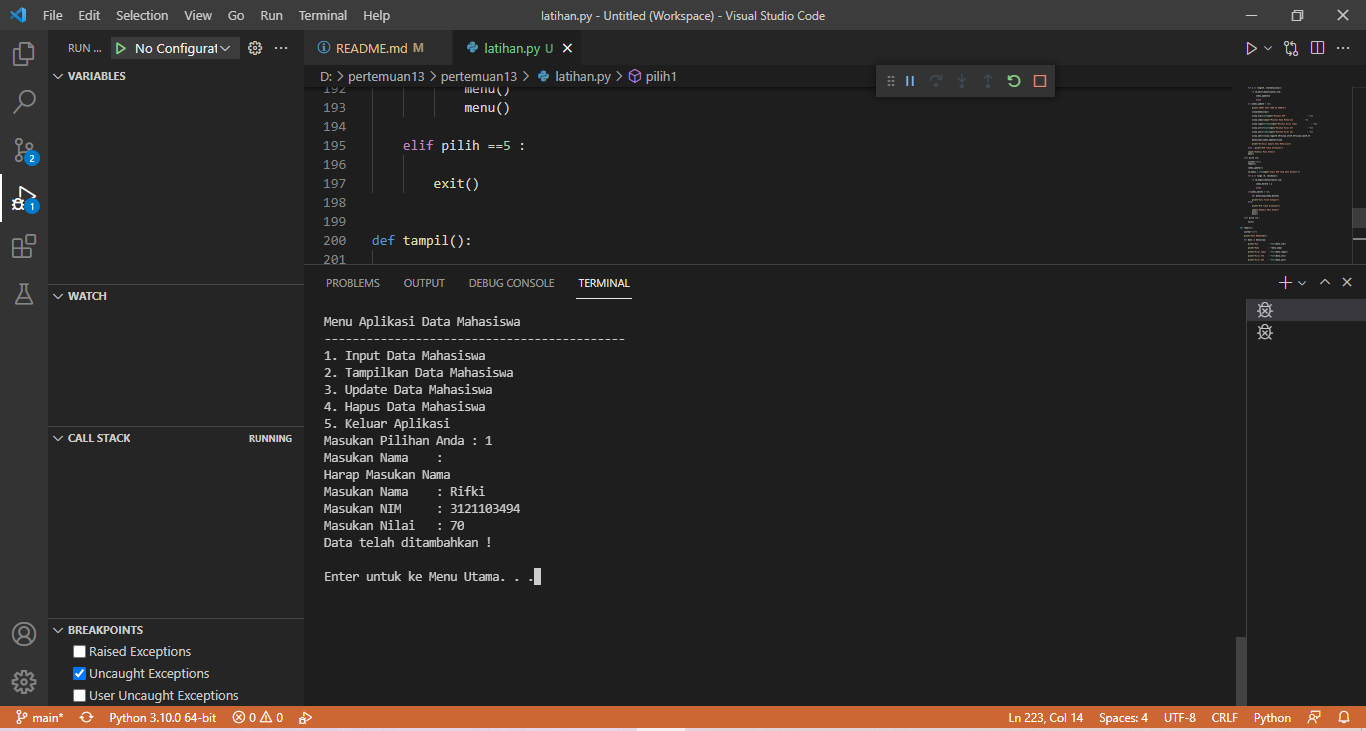 File Edit Selection View Go Run Terminal Help latihan.py - Untitled (Workspace) - Visual Studio Code
RUN ... No Configurat
README.md M latihan.py U
VARIABLES
D: > pertemuan13 > pertemuan13 > latihan.py > pilih1
192 menu()
193 menu()
194
195 elif pilih ==5 :
196
197 exit()
198
199
200 def tampil():
201
2
1
PROBLEMS OUTPUT DEBUG CONSOLE TERMINAL
WATCH
CALL STACK RUNNING
Menu Aplikasi Data Mahasiswa
-------------------------------------------
1. Input Data Mahasiswa
2. Tampilkan Data Mahasiswa
3. Update Data Mahasiswa
4. Hapus Data Mahasiswa
5. Keluar Aplikasi
Masukan Pilihan Anda : 1
Masukan Nama :
Harap Masukan Nama
Masukan Nama : Rifki
Masukan NIM : 3121103494
Masukan Nilai : 70
Data telah ditambahkan !
Enter untuk ke Menu Utama. . .
BREAKPOINTS
Raised Exceptions
Uncaught Exceptions
User Uncaught Exceptions
main* Python 3.10.0 64-bit 0 0 Ln 223, Col 14 Spaces: 4 UTF-8 CRLF Python